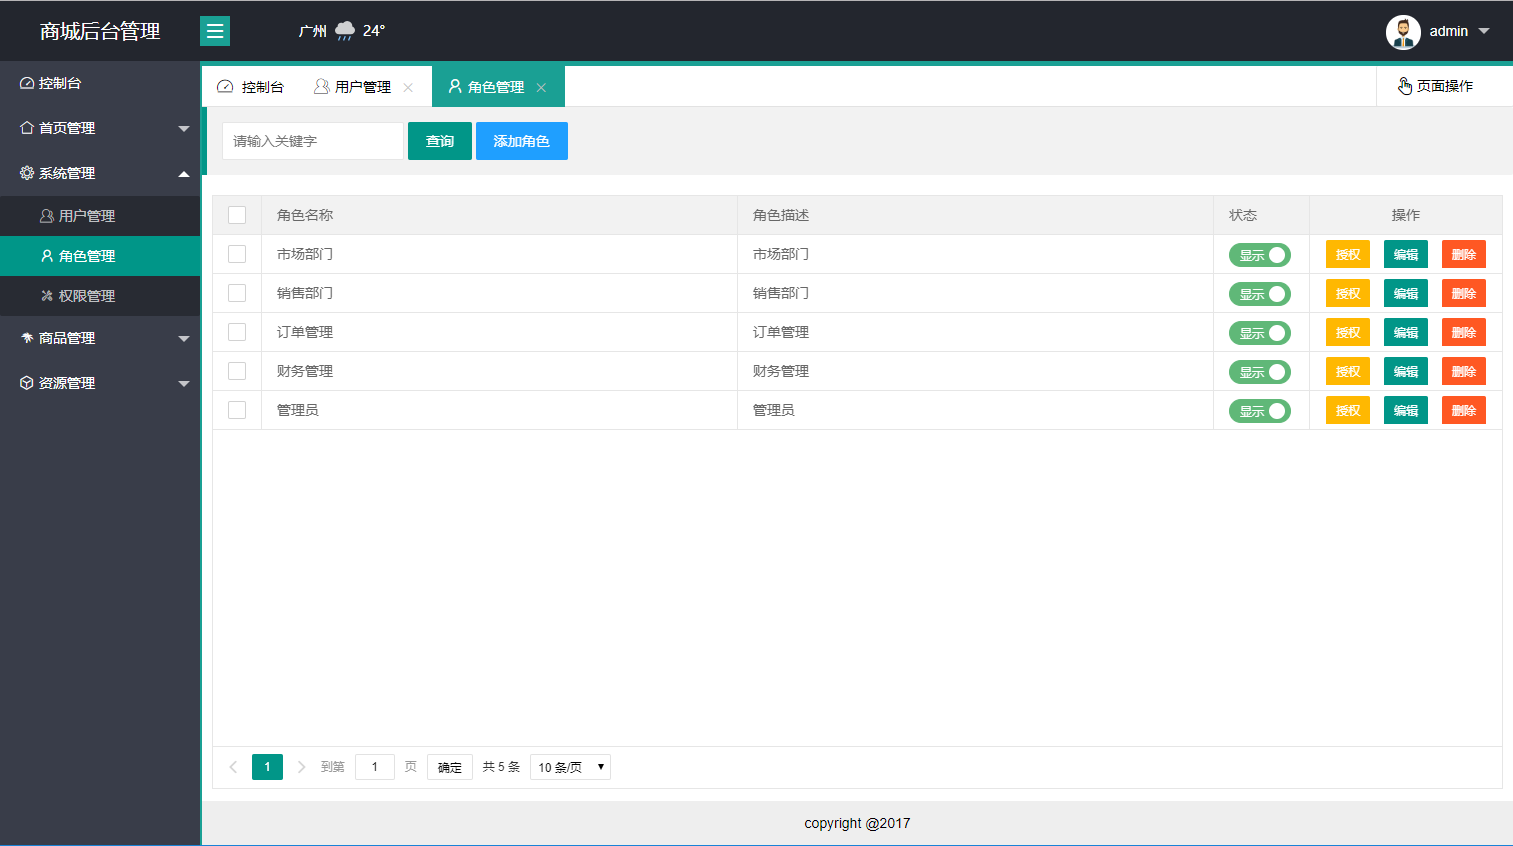 商城后台管理
广州 24°
admin
控制台
首页管理
系统管理
用户管理
角色管理
权限管理
商品管理
资源管理
控制台 用户管理 角色管理 页面操作
请输入关键字 查询 添加角色
角色名称 角色描述 状态 操作
市场部门 市场部门 显示 授权 编辑 删除
销售部门 销售部门 显示 授权 编辑 删除
订单管理 订单管理 显示 授权 编辑 删除
财务管理 财务管理 显示 授权 编辑 删除
管理员 管理员 显示 授权 编辑 删除
1 到第 1 页 确定 共 5 条 10 条/页
copyright @2017